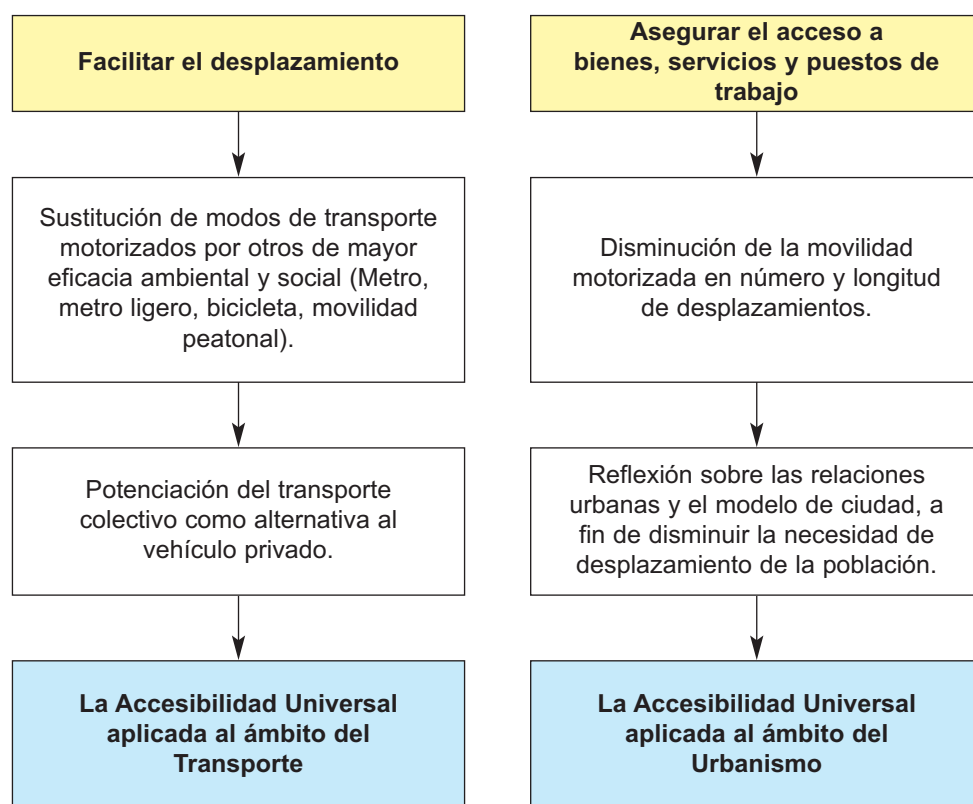 Facilitar el desplazamiento
Sustitución de modos de transporte
motorizados por otros de mayor
eficacia ambiental y social (Metro,
metro ligero, bicicleta, movilidad
peatonal).
Potenciación del transporte
colectivo como alternativa al
vehículo privado.
La Accesibilidad Universal
aplicada al ámbito del
Transporte
Asegurar el acceso a
bienes, servicios y puestos de
trabajo
Disminución de la movilidad
motorizada en número y longitud
de desplazamientos.
Reflexión sobre las relaciones
urbanas y el modelo de ciudad, a
fin de disminuir la necesidad de
desplazamiento de la población.
La Accesibilidad Universal
aplicada al ámbito del
Urbanismo